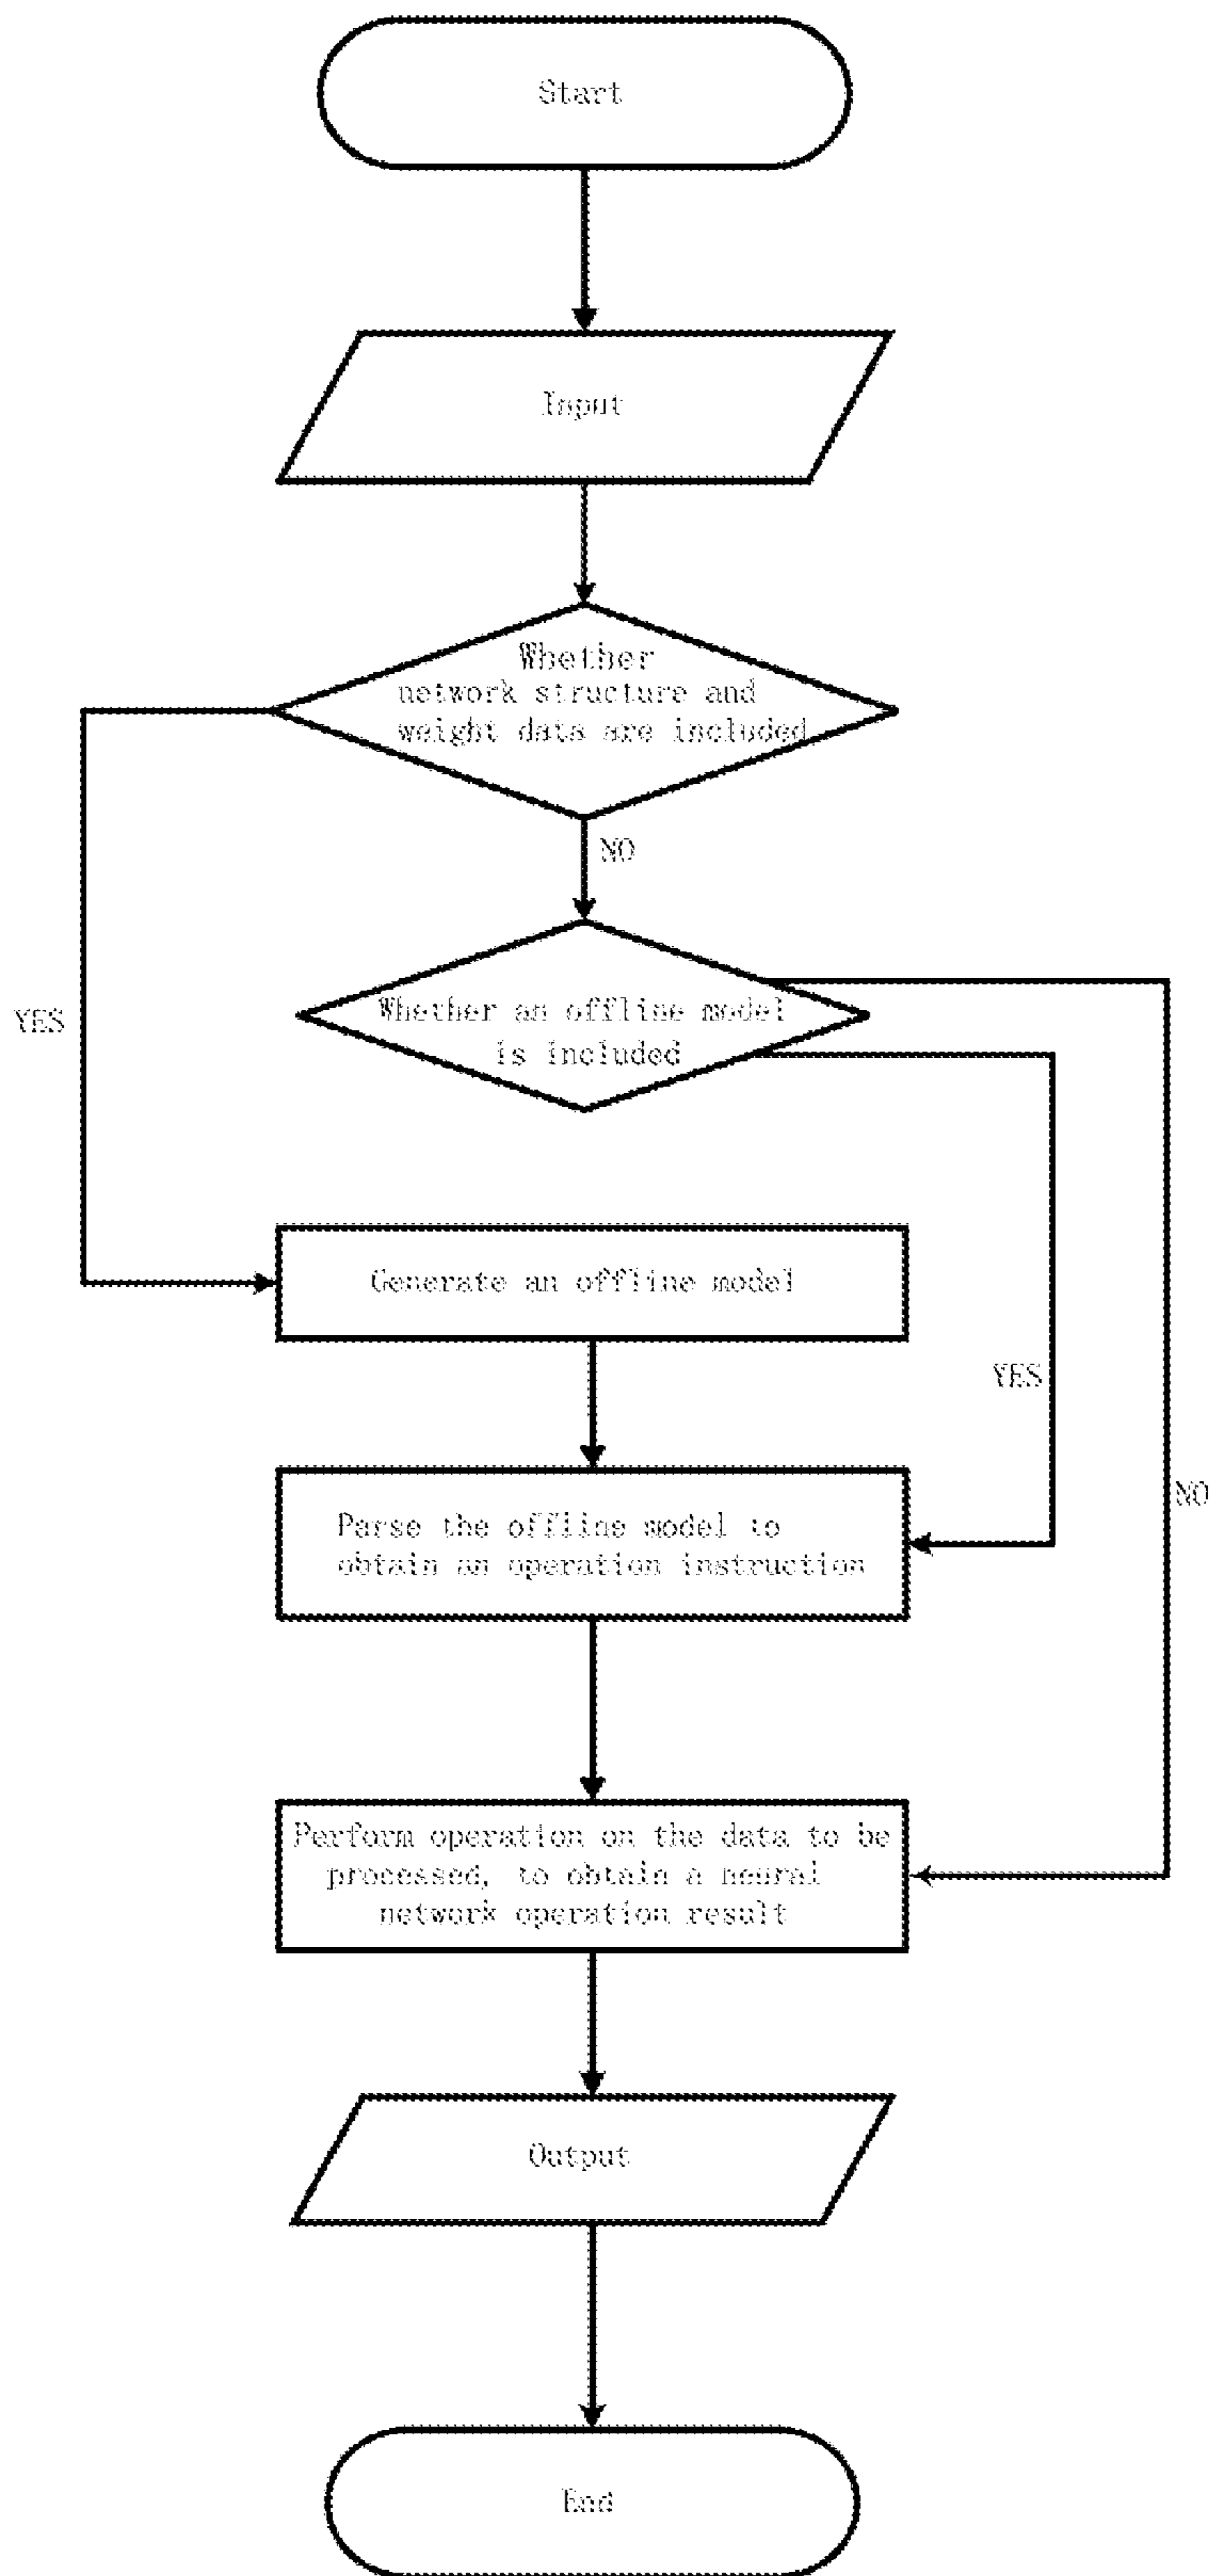 Start
Input
Whether
network structure and
weight data are included
NO
Whether an offline model
is included
YES
Generate an offline model
YES
Parse the offline model to
obtain an operation instruction
NO
Perform operation on the data to be
processed, to obtain a neural
network operation result
Output
End